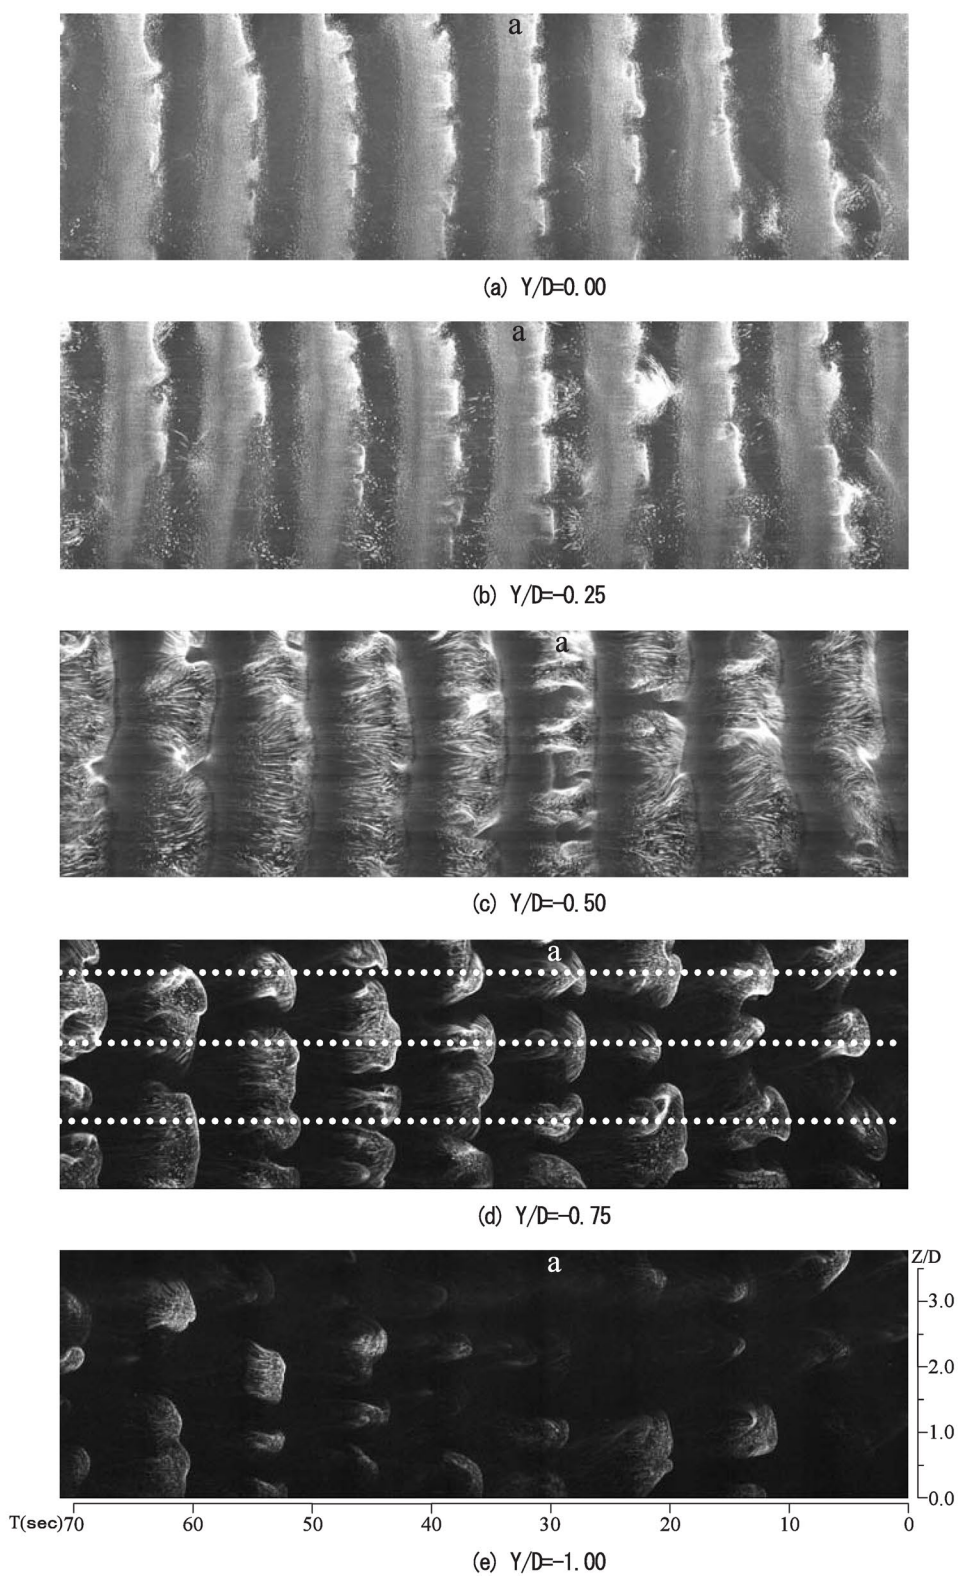 a
(a) Y/D=0.00
a
(b) Y/D=-0.25
a
(c) Y/D=-0.50
a
(d) Y/D=-0.75
a
Z/D
3.0
2.0
1.0
0.0
T(sec) 70 60 50 40 30 20 10 0
(e) Y/D=-1.00